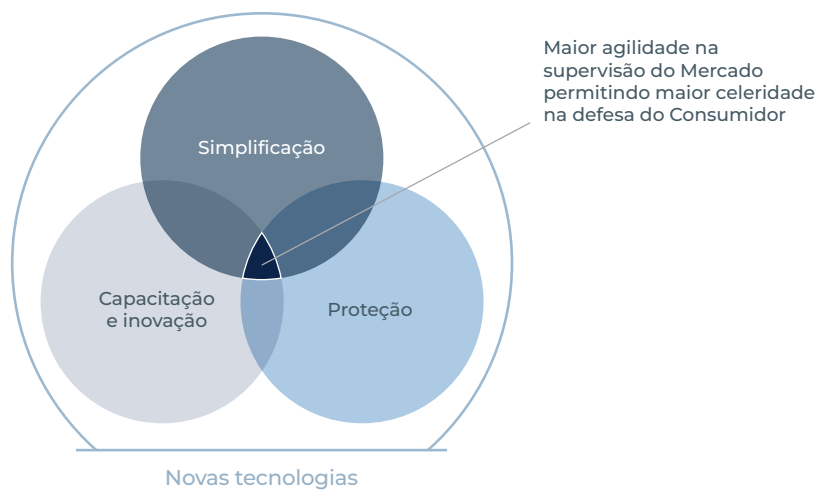 Maior agilidade na
supervisão do Mercado
permitindo maior celeridade
na defesa do Consumidor
Simplificação
Capacitação
e inovação
Proteção
Novas tecnologias